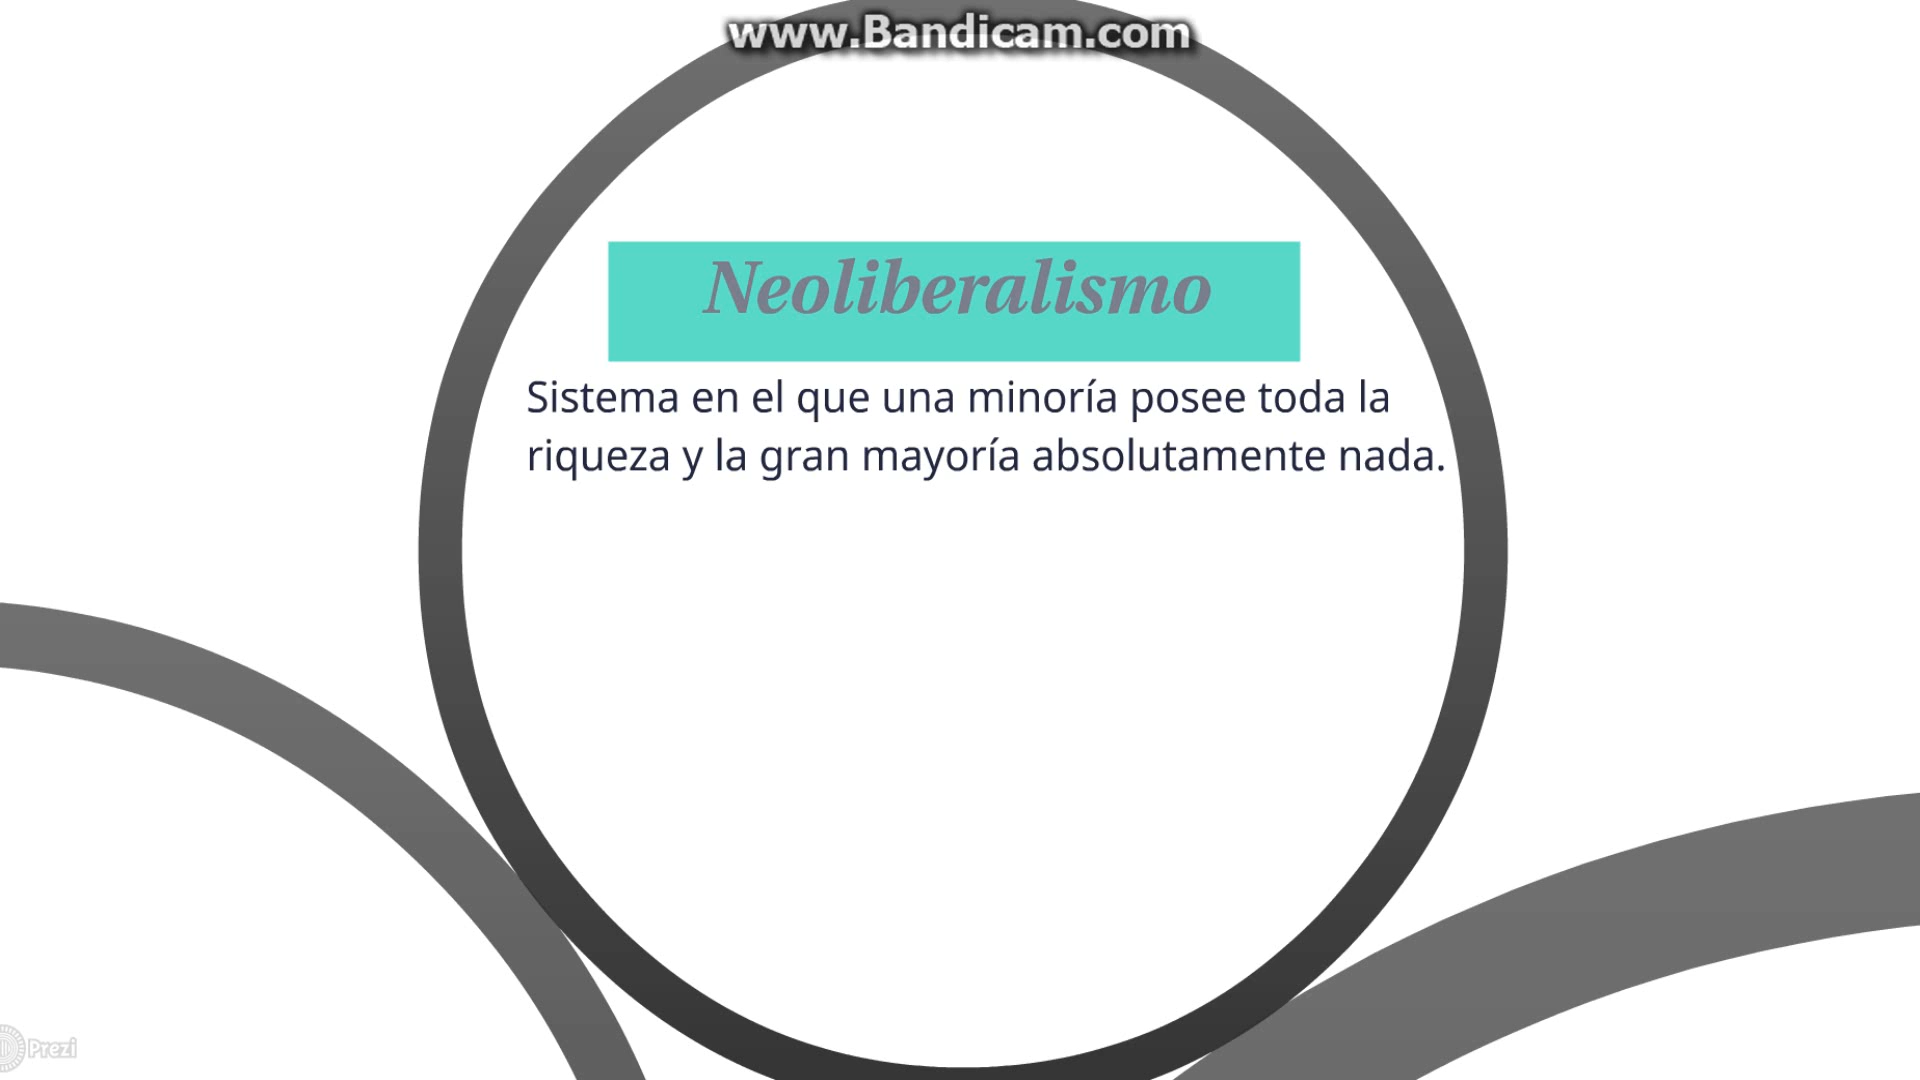 www.Bandicam.com
Neoliberalismo
Sistema en el que una minoría posee toda la
riqueza y la gran mayoría absolutamente nada.
Prezi